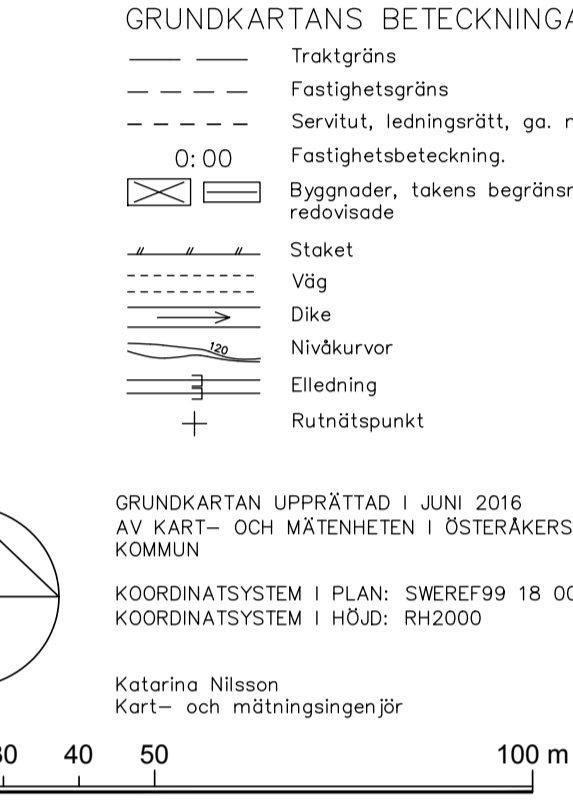 GRUNDKARTANS BETECKNINGA
Traktgräns
Fastighetsgräns
Servitut, ledningsrätt, ga.
0:00 Fastighetsbeteckning.
Byggnader, takens begränsn
redovisade
Staket
Väg
Dike
120 Nivåkurvor
Elledning
Rutnätspunkt
GRUNDKARTAN UPPRÄTTAD I JUNI 2016
AV KART– OCH MÄTENHETEN I ÖSTERÅKERS
KOMMUN
KOORDINATSYSTEM I PLAN: SWEREF99 18 00
KOORDINATSYSTEM I HÖJD: RH2000
Katarina Nilsson
Kart– och mätningsingenjör
40 50 100 m